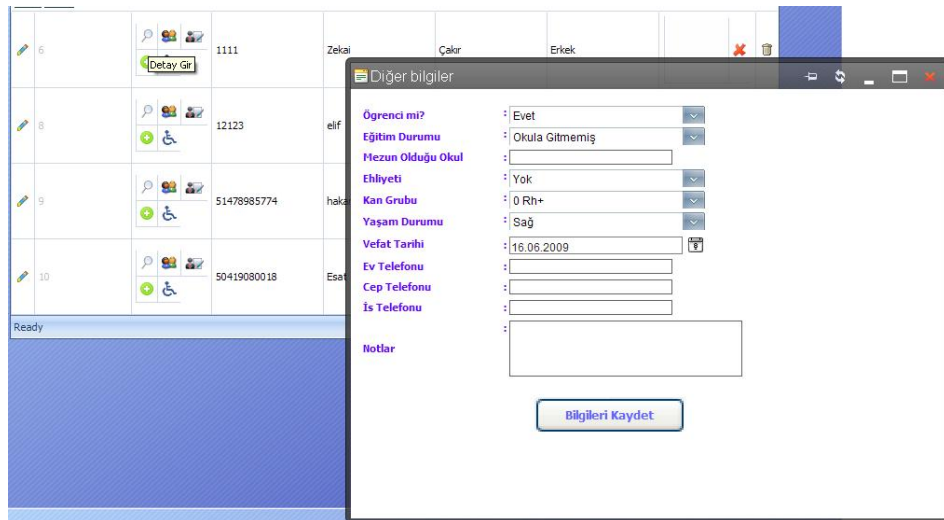 6 1111 Zekai Çakır Erkek
Detay Gir
8 12123 elif
9 51478985774
10 50419080018 Esat
Ready
Diğer bilgiler
Ögrenci mi? : Evet
Eğitim Durumu : Okula Gitmemiş
Mezun Olduğu Okul :
Ehliyeti : Yok
Kan Grubu : 0 Rh+
Yaşam Durumu : Sağ
Vefat Tarihi : 16.06.2009
Ev Telefonu :
Cep Telefonu :
İs Telefonu :
Notlar :
Bilgileri Kaydet